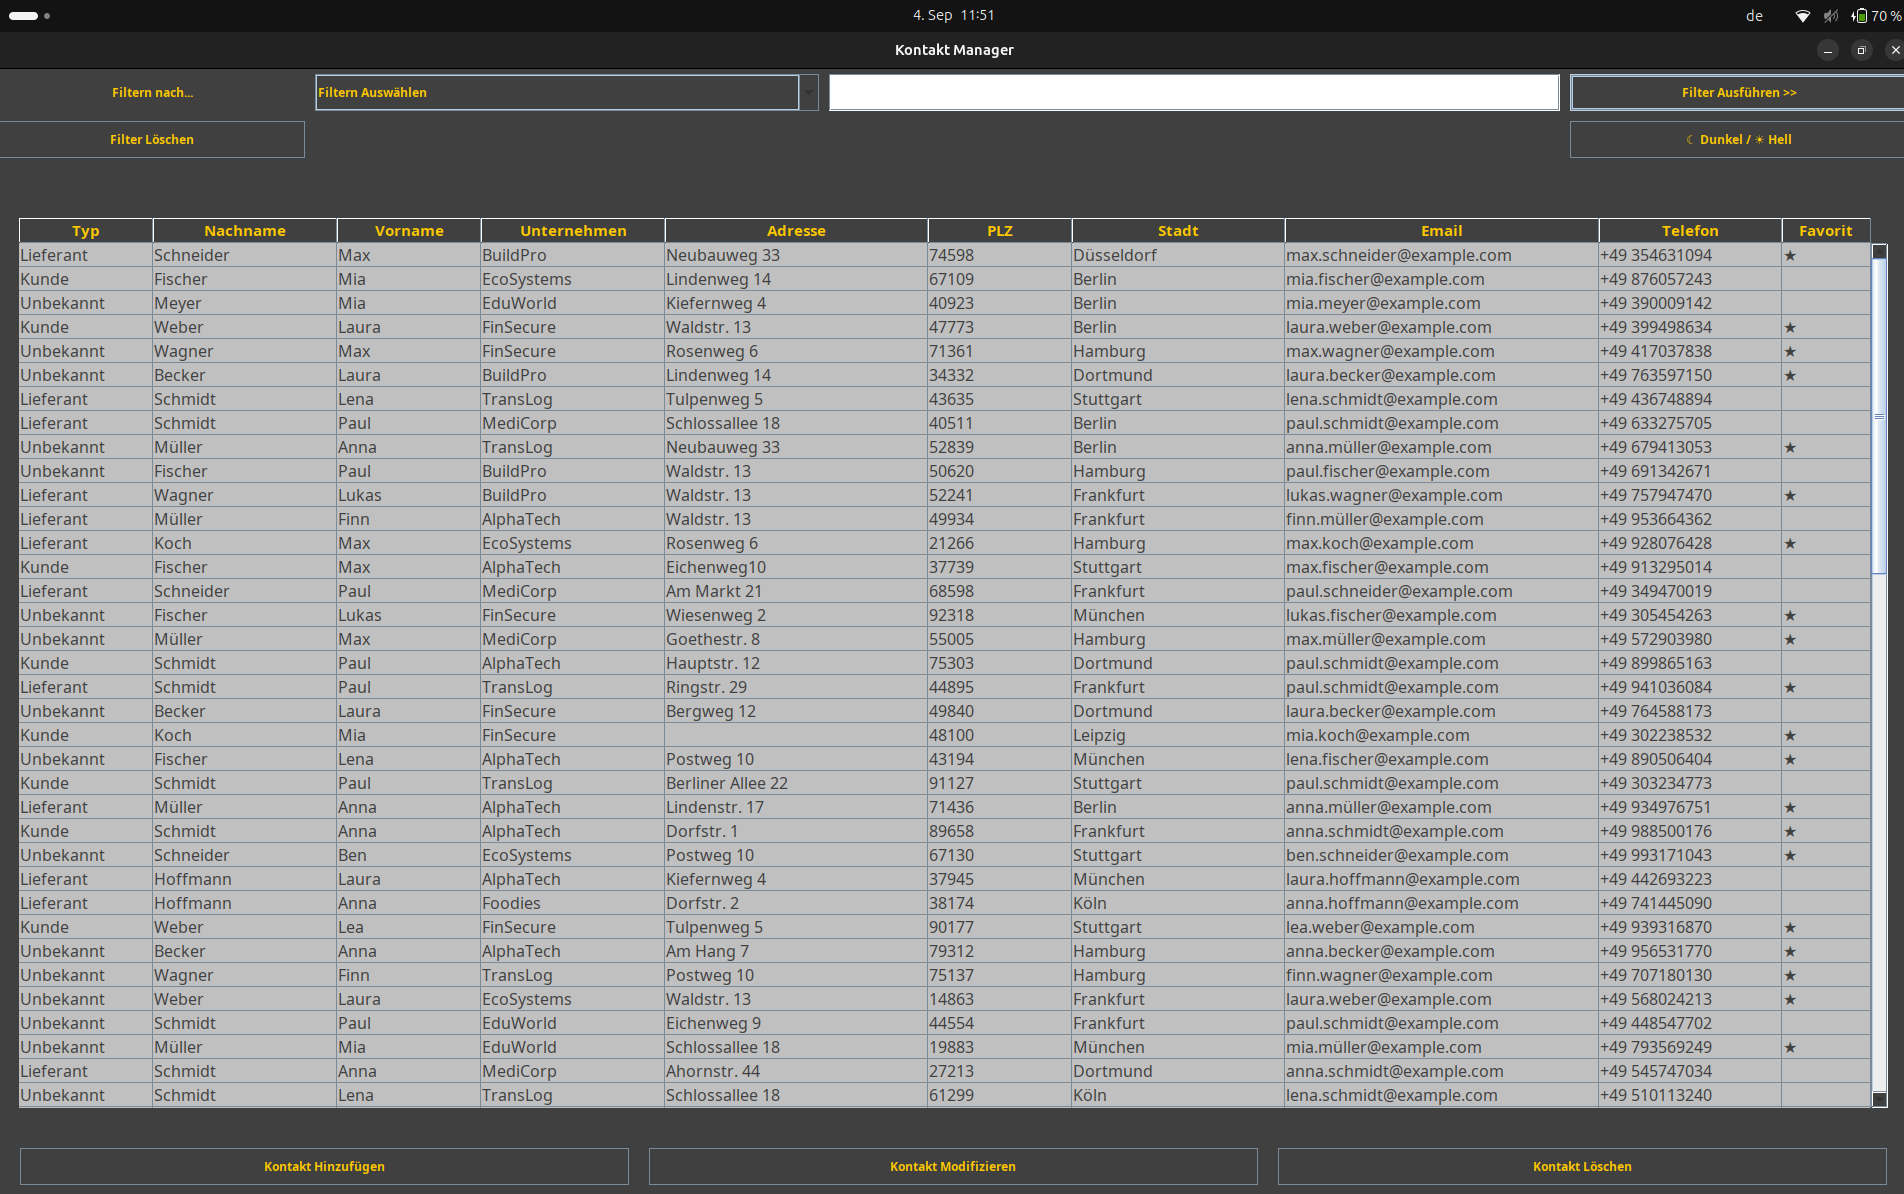 4. Sep 11:51 de 70 %
Kontakt Manager
Filtern nach... Filtern Auswählen Filter Ausführen >>
Filter Löschen ☾ Dunkel / ☀ Hell
Typ Nachname Vorname Unternehmen Adresse PLZ Stadt Email Telefon Favorit
Lieferant Schneider Max BuildPro Neubauweg 33 74598 Düsseldorf max.schneider@example.com +49 354631094 ★
Kunde Fischer Mia EcoSystems Lindenweg 14 67109 Berlin mia.fischer@example.com +49 876057243
Unbekannt Meyer Mia EduWorld Kiefernweg 4 40923 Berlin mia.meyer@example.com +49 390009142
Kunde Weber Laura FinSecure Waldstr. 13 47773 Berlin laura.weber@example.com +49 399498634 ★
Unbekannt Wagner Max FinSecure Rosenweg 6 71361 Hamburg max.wagner@example.com +49 417037838 ★
Unbekannt Becker Laura BuildPro Lindenweg 14 34332 Dortmund laura.becker@example.com +49 763597150 ★
Lieferant Schmidt Lena TransLog Tulpenweg 5 43635 Stuttgart lena.schmidt@example.com +49 436748894
Lieferant Schmidt Paul MediCorp Schlossallee 18 40511 Berlin paul.schmidt@example.com +49 633275705
Unbekannt Müller Anna TransLog Neubauweg 33 52839 Berlin anna.müller@example.com +49 679413053 ★
Unbekannt Fischer Paul BuildPro Waldstr. 13 50620 Hamburg paul.fischer@example.com +49 691342671
Lieferant Wagner Lukas BuildPro Waldstr. 13 52241 Frankfurt lukas.wagner@example.com +49 757947470 ★
Lieferant Müller Finn AlphaTech Waldstr. 13 49934 Frankfurt finn.müller@example.com +49 953664362
Lieferant Koch Max EcoSystems Rosenweg 6 21266 Hamburg max.koch@example.com +49 928076428 ★
Kunde Fischer Max AlphaTech Eichenweg10 37739 Stuttgart max.fischer@example.com +49 913295014
Lieferant Schneider Paul MediCorp Am Markt 21 68598 Frankfurt paul.schneider@example.com +49 349470019
Unbekannt Fischer Lukas FinSecure Wiesenweg 2 92318 München lukas.fischer@example.com +49 305454263 ★
Unbekannt Müller Max MediCorp Goethestr. 8 55005 Hamburg max.müller@example.com +49 572903980 ★
Kunde Schmidt Paul AlphaTech Hauptstr. 12 75303 Dortmund paul.schmidt@example.com +49 899865163
Lieferant Schmidt Paul TransLog Ringstr. 29 44895 Frankfurt paul.schmidt@example.com +49 941036084 ★
Unbekannt Becker Laura FinSecure Bergweg 12 49840 Dortmund laura.becker@example.com +49 764588173
Kunde Koch Mia FinSecure 48100 Leipzig mia.koch@example.com +49 302238532 ★
Unbekannt Fischer Lena AlphaTech Postweg 10 43194 München lena.fischer@example.com +49 890506404 ★
Kunde Schmidt Paul TransLog Berliner Allee 22 91127 Stuttgart paul.schmidt@example.com +49 303234773
Lieferant Müller Anna AlphaTech Lindenstr. 17 71436 Berlin anna.müller@example.com +49 934976751 ★
Kunde Schmidt Anna AlphaTech Dorfstr. 1 89658 Frankfurt anna.schmidt@example.com +49 988500176 ★
Unbekannt Schneider Ben EcoSystems Postweg 10 67130 Stuttgart ben.schneider@example.com +49 993171043 ★
Lieferant Hoffmann Laura AlphaTech Kiefernweg 4 37945 München laura.hoffmann@example.com +49 442693223
Lieferant Hoffmann Anna Foodies Dorfstr. 2 38174 Köln anna.hoffmann@example.com +49 741445090
Kunde Weber Lea FinSecure Tulpenweg 5 90177 Stuttgart lea.weber@example.com +49 939316870 ★
Unbekannt Becker Anna AlphaTech Am Hang 7 79312 Hamburg anna.becker@example.com +49 956531770 ★
Unbekannt Wagner Finn TransLog Postweg 10 75137 Hamburg finn.wagner@example.com +49 707180130 ★
Unbekannt Weber Laura EcoSystems Waldstr. 13 14863 Frankfurt laura.weber@example.com +49 568024213 ★
Unbekannt Schmidt Paul EduWorld Eichenweg 9 44554 Frankfurt paul.schmidt@example.com +49 448547702
Unbekannt Müller Mia EduWorld Schlossallee 18 19883 München mia.müller@example.com +49 793569249 ★
Lieferant Schmidt Anna MediCorp Ahornstr. 44 27213 Dortmund anna.schmidt@example.com +49 545747034
Unbekannt Schmidt Lena TransLog Schlossallee 18 61299 Köln lena.schmidt@example.com +49 510113240
Kontakt Hinzufügen Kontakt Modifizieren Kontakt Löschen